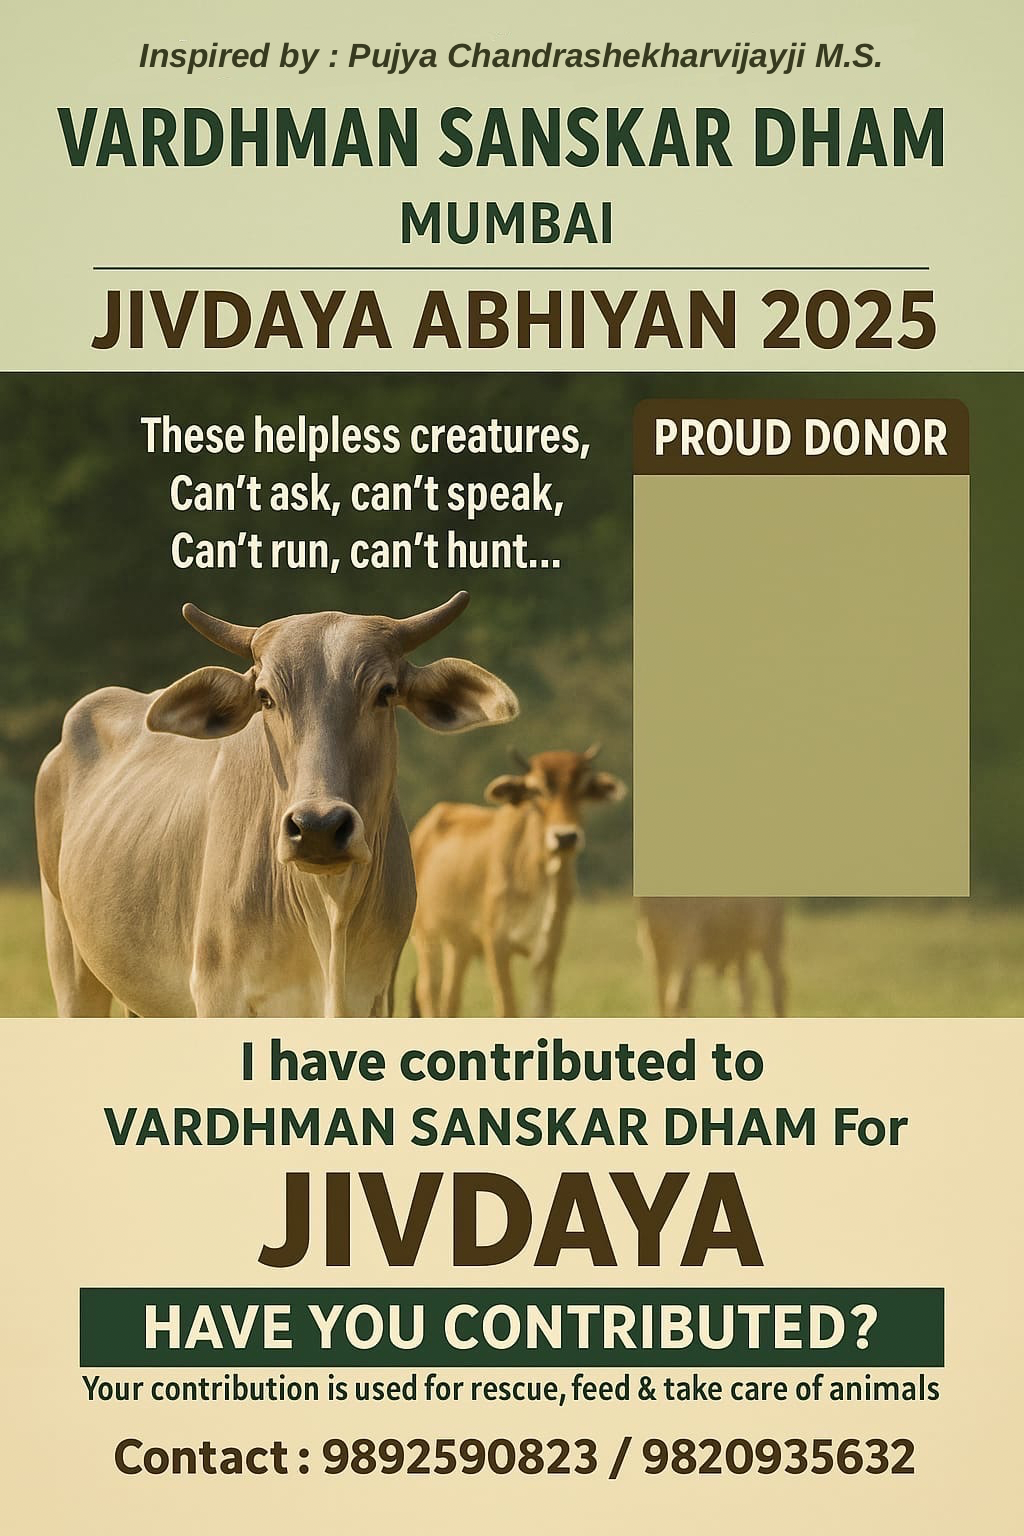 Inspired by : Pujya Chandrashekharvijayji M.S.
VARDHMAN SANSKAR DHAM
MUMBAI
JIVDAYA ABHIYAN 2025
These helpless creatures,
Can't ask, can't speak,
Can't run, can't hunt...
PROUD DONOR
I have contributed to
VARDHMAN SANSKAR DHAM For
JIVDAYA
HAVE YOU CONTRIBUTED?
Your contribution is used for rescue, feed & take care of animals
Contact : 9892590823 / 9820935632